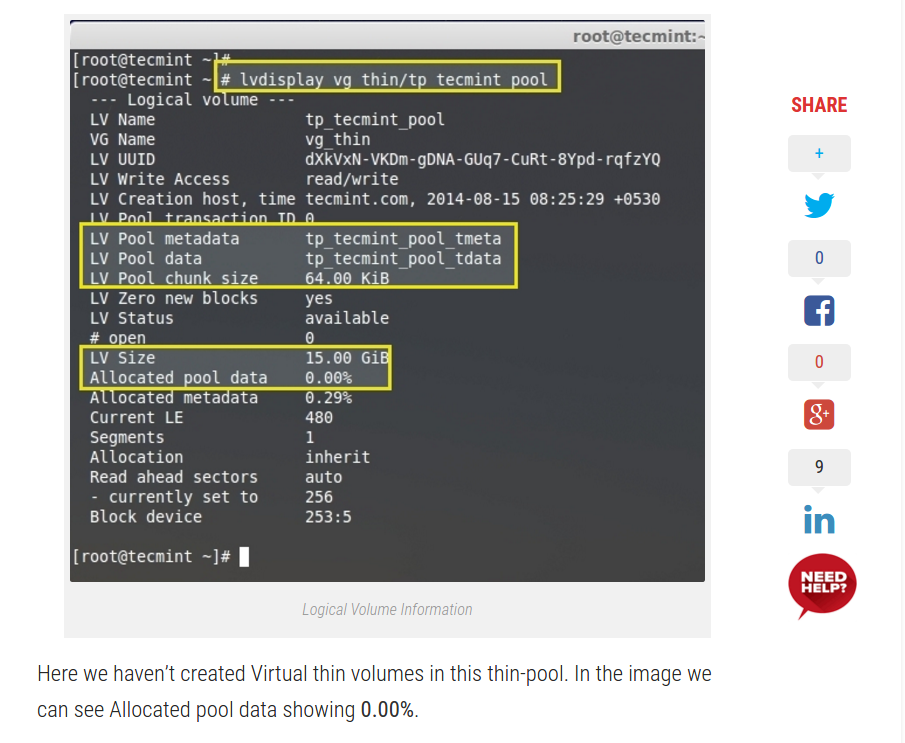 root@tecmint:~
[root@tecmint ~]#
[root@tecmint ~]# lvdisplay vg_thin/tp_tecmint_pool
--- Logical volume ---
LV Name tp_tecmint_pool
VG Name vg_thin
LV UUID dXkVxN-VKDm-gDNA-GUq7-CuRt-8Ypd-rqfzYQ
LV Write Access read/write
LV Creation host, time tecmint.com, 2014-08-15 08:25:29 +0530
LV Pool transaction ID 0
LV Pool metadata tp_tecmint_pool_tmeta
LV Pool data tp_tecmint_pool_tdata
LV Pool chunk size 64.00 KiB
LV Zero new blocks yes
LV Status available
# open 0
LV Size 15.00 GiB
Allocated pool data 0.00%
Allocated metadata 0.29%
Current LE 480
Segments 1
Allocation inherit
Read ahead sectors auto
- currently set to 256
Block device 253:5
[root@tecmint ~]#
Logical Volume Information
Here we haven’t created Virtual thin volumes in this thin-pool. In the image we
can see Allocated pool data showing 0.00%.
SHARE
+
0
0
g+
9
in
NEED
HELP?